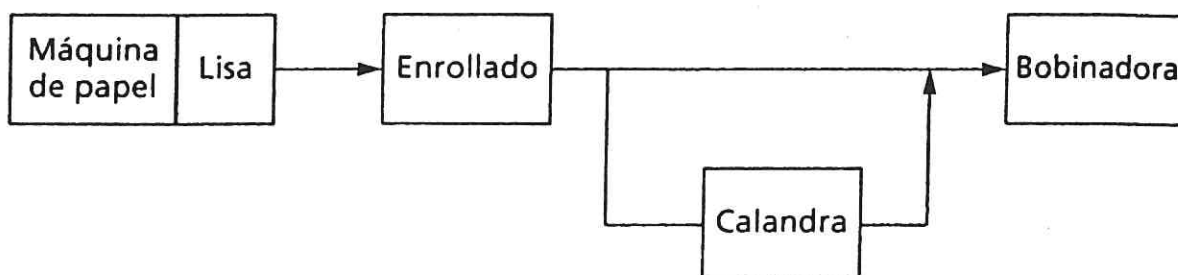 Máquina
de papel
Lisa
Enrollado
Bobinadora
Calandra